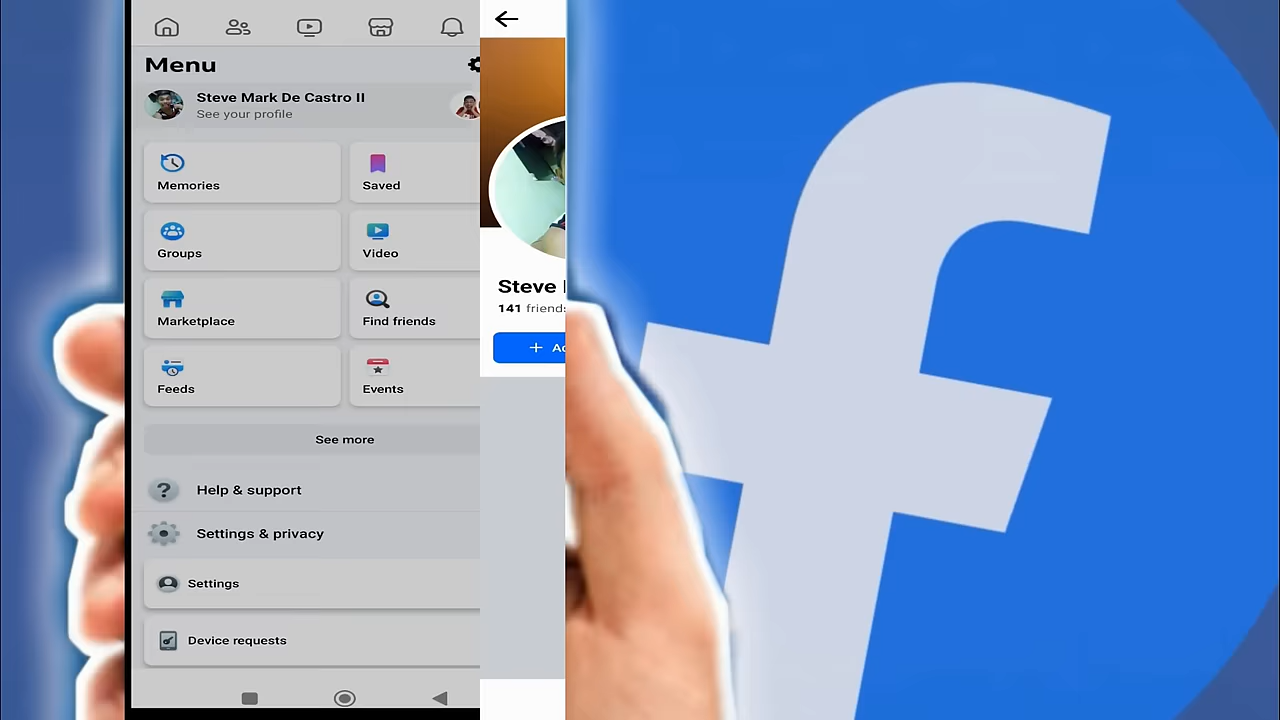 Menu
Steve Mark De Castro II
See your profile
Memories
Saved
Groups
Video
Marketplace
Find friends
Feeds
Events
See more
Help & support
Settings & privacy
Settings
Device requests
Steve
141 friends
+ Ad